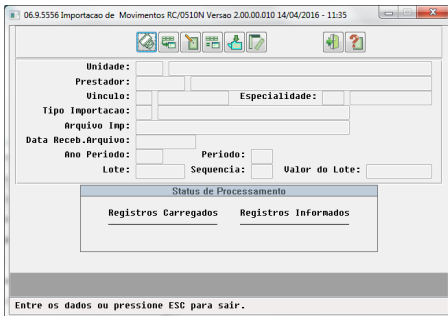 06.9.5556 Importacao de Movimentos RC/0510N Versao 2.00.00.010 14/04/2016 - 11:35
Unidade:
Prestador:
Vinculo: Especialidade:
Tipo Importacao:
Arquivo Imp:
Data Receb.Arquivo:
Ano Periodo: Periodo:
Lote: Sequencia: Valor do Lote:
Status de Processamento
Registros Carregados Registros Informados
Entre os dados ou pressione ESC para sair.